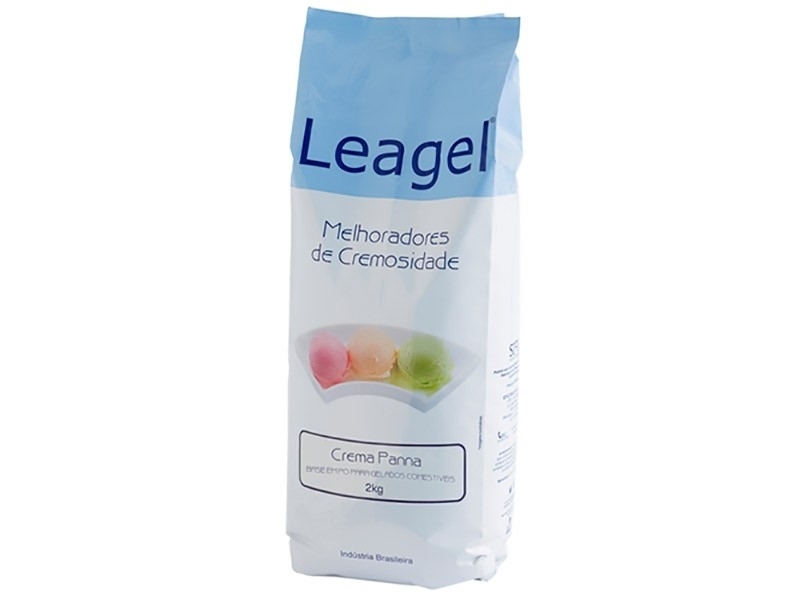 Leagel
Melhoradores
de Cremosidade
Crema Panna
BASE EM PÓ PARA GELADOS COMESTÍVEIS
2kg
Indústria Brasileira